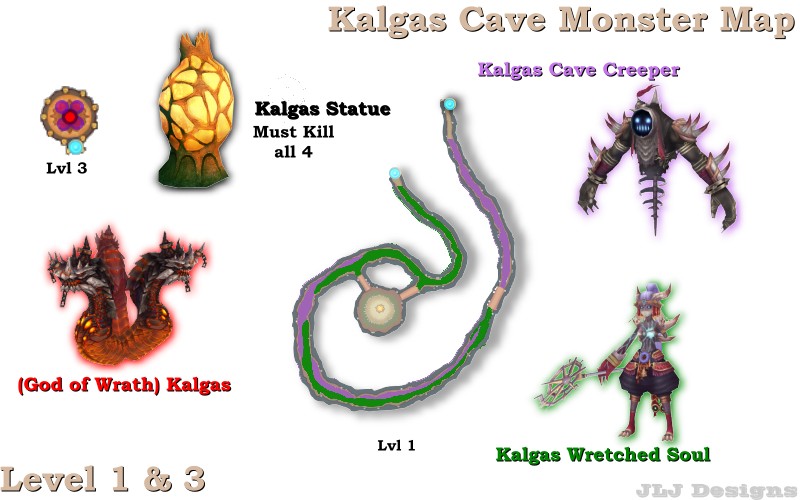 Kalgas Cave Monster Map
Kalgas Cave Creeper
Kalgas Statue
Must Kill
all 4
Lvl 3
(God of Wrath) Kalgas
Lvl 1
Kalgas Wretched Soul
Level 1 & 3
JLJ Designs